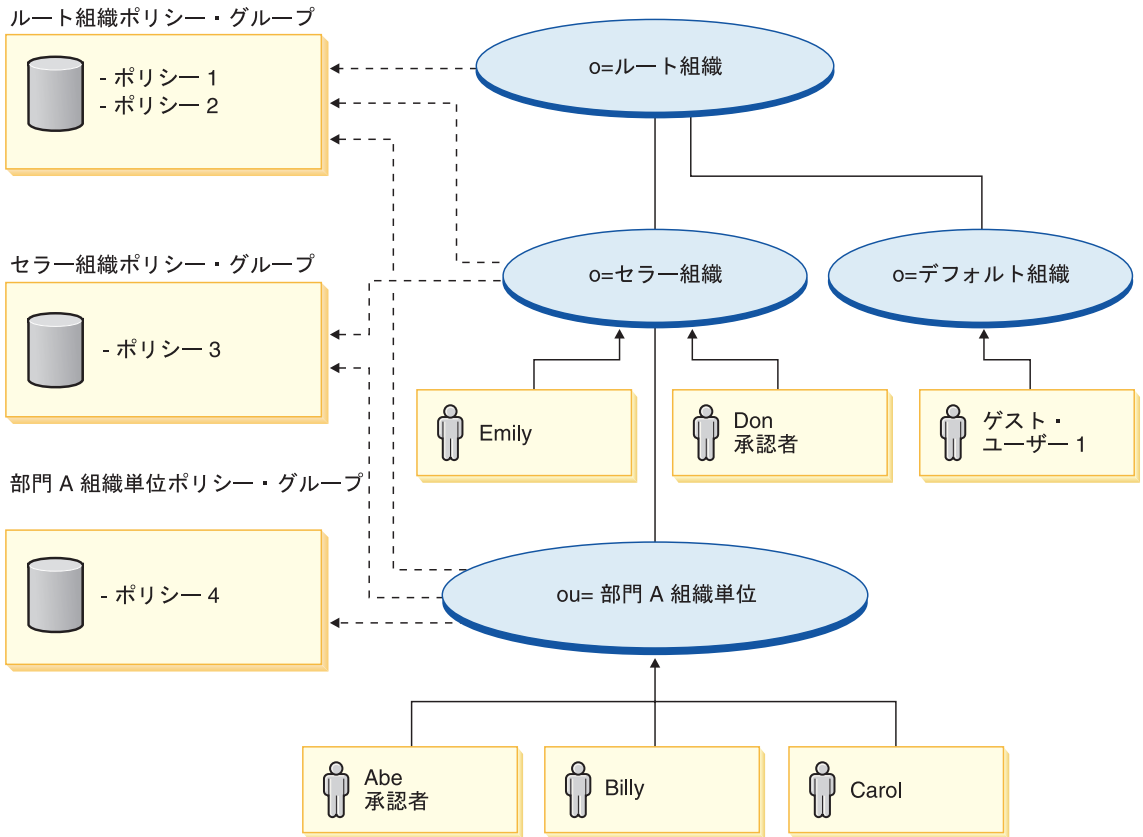 ルート組織ポリシー・グループ
- ポリシー 1
- ポリシー 2
o=ルート組織
セラー組織ポリシー・グループ
- ポリシー 3
o=セラー組織
o=デフォルト組織
Emily
Don
承認者
ゲスト・
ユーザー 1
部門 A 組織単位ポリシー・グループ
- ポリシー 4
ou= 部門 A 組織単位
Abe
承認者
Billy
Carol